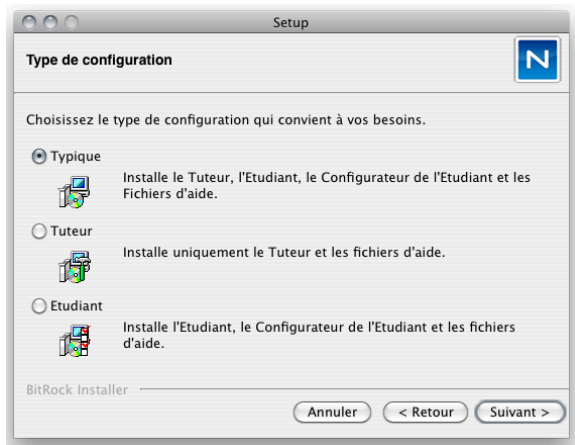 Setup
Type de configuration
N
Choisissez le type de configuration qui convient à vos besoins.
Typique
Installe le Tuteur, l'Etudiant, le Configurateur de l'Etudiant et les
Fichiers d'aide.
Tuteur
Installe uniquement le Tuteur et les fichiers d'aide.
Etudiant
Installe l'Etudiant, le Configurateur de l'Etudiant et les fichiers
d'aide.
BitRock Installer
Annuler < Retour Suivant >